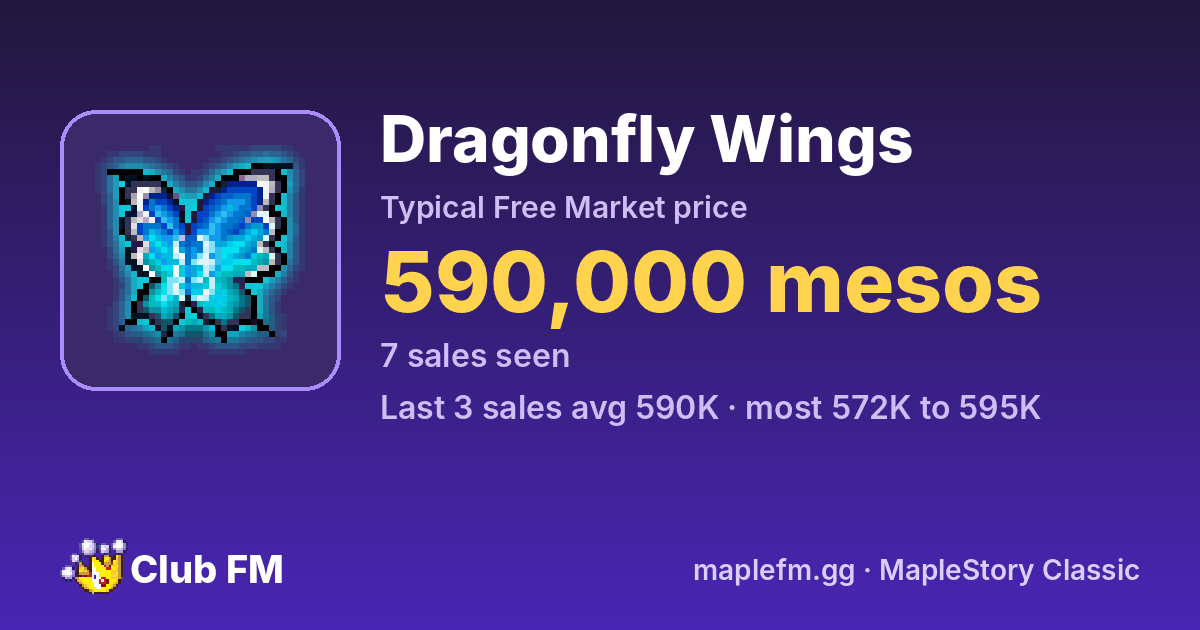 Dragonfly Wings
Typical Free Market price
590,000 mesos
7 sales seen
Last 3 sales avg 590K · most 572K to 595K
Club FM
maplefm.gg · MapleStory Classic